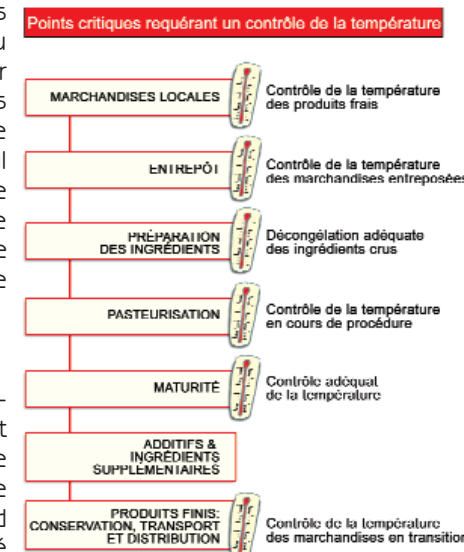 Points critiques requérant un contrôle de la température
MARCHANDISES LOCALES
Contrôle de la température
des produits frais
ENTREPÔT
Contrôle de la température
des marchandises entreposées
PRÉPARATION
DES INGRÉDIENTS
Décongélation adéquate
des ingrédients crus
PASTEURISATION
Contrôle de la température
en cours de procédure
MATURITÉ
Contrôle adéquat
de la température
ADDITIFS &
INGRÉDIENTS
SUPPLÉMENTAIRES
PRODUITS FINIS:
CONSERVATION, TRANSPORT
ET DISTRIBUTION
Contrôle de la température
des marchandises en transition